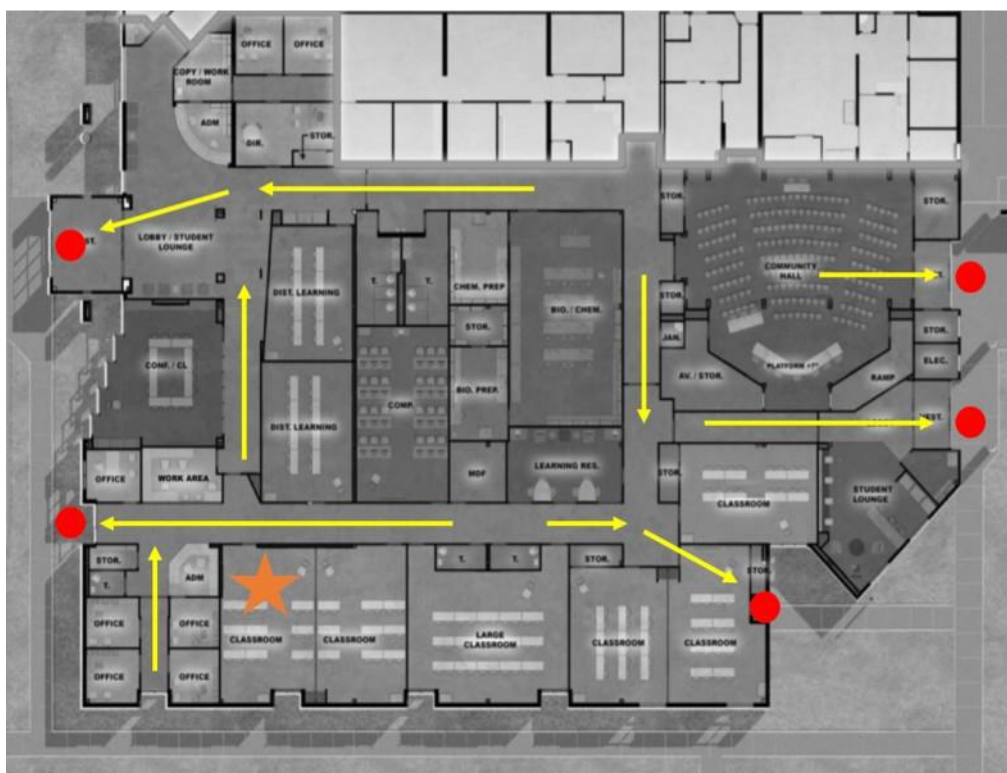 OFFICE
OFFICE
COPY / WORK
ROOM
ADM
DIR.
STOR.
STOR.
STOR.
LOBBY / STUDENT
LOUNGE
DIST. LEARNING
T.
T.
CHEM. PREP
BIO. / CHEM.
COMMUNITY
HALL
STOR.
STOR.
STOR.
JAN.
CONF. / CL
COMP.
BIO. PREP.
AV. / STOR.
RAMP
ELEC.
DIST. LEARNING
VEST.
OFFICE
WORK AREA
MDF
LEARNING RES.
STOR.
CLASSROOM
STUDENT
LOUNGE
STOR.
T.
ADM
T.
T.
STOR.
STOR.
OFFICE
OFFICE
CLASSROOM
CLASSROOM
LARGE
CLASSROOM
CLASSROOM
CLASSROOM
OFFICE
OFFICE